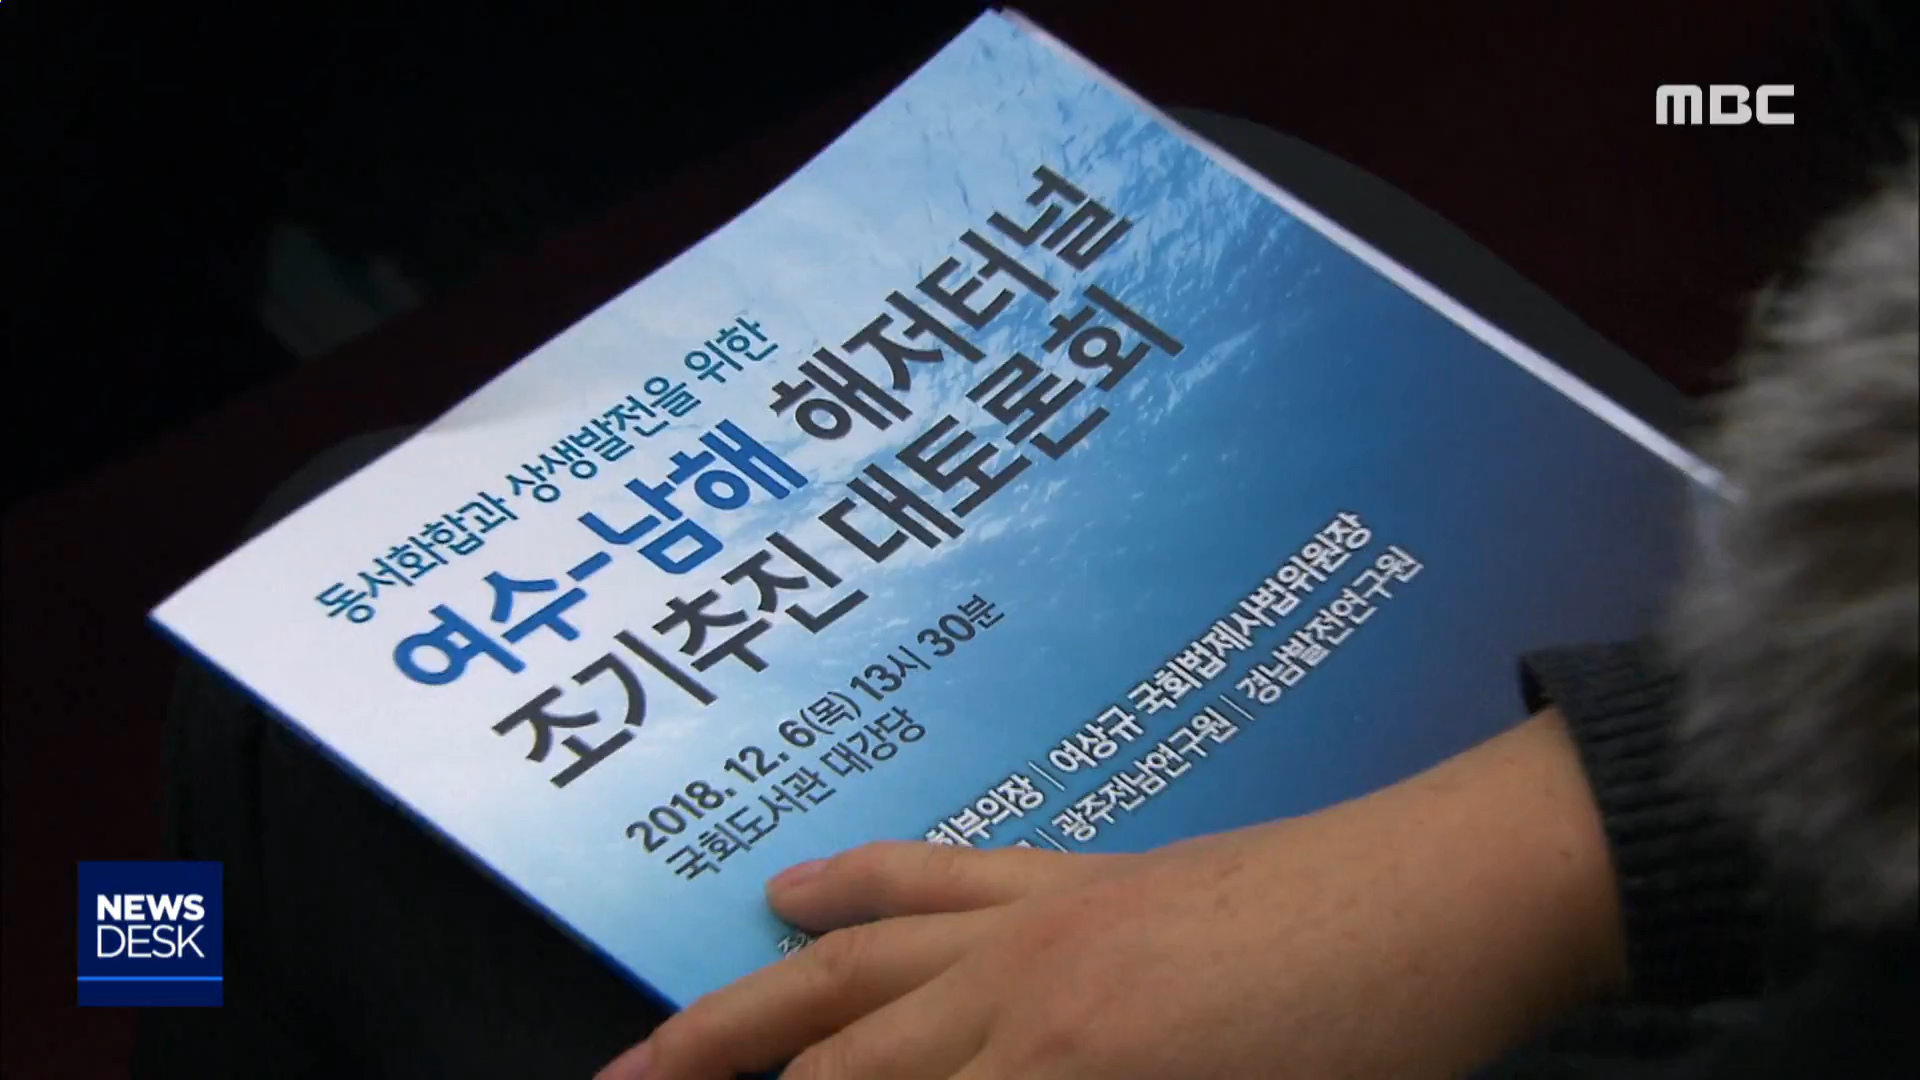 MBC
동서화합과 상생발전을 위한
여수-남해 해저터널
조기추진 대토론회
2018. 12. 6(목) 13시 30분
국회도서관 대강당
회부의장 | 여상규 국회법제사법위원장
| 광주전남연구원 | 경남발전연구원
NEWS
DESK